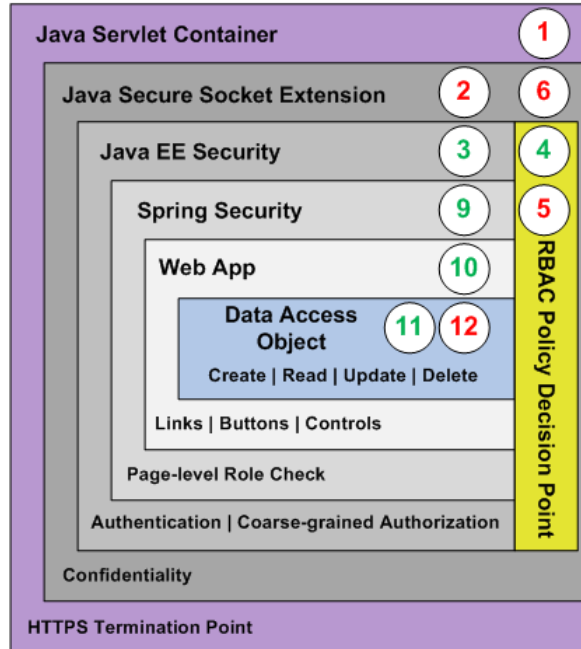 Java Servlet Container 1
Java Secure Socket Extension 2 6
Java EE Security 3 4
Spring Security 9 5
Web App 10
Data Access 11 12
Object
Create | Read | Update | Delete
Links | Buttons | Controls
Page-level Role Check
Authentication | Coarse-grained Authorization
Confidentiality
HTTPS Termination Point
RBAC Policy Decision Point